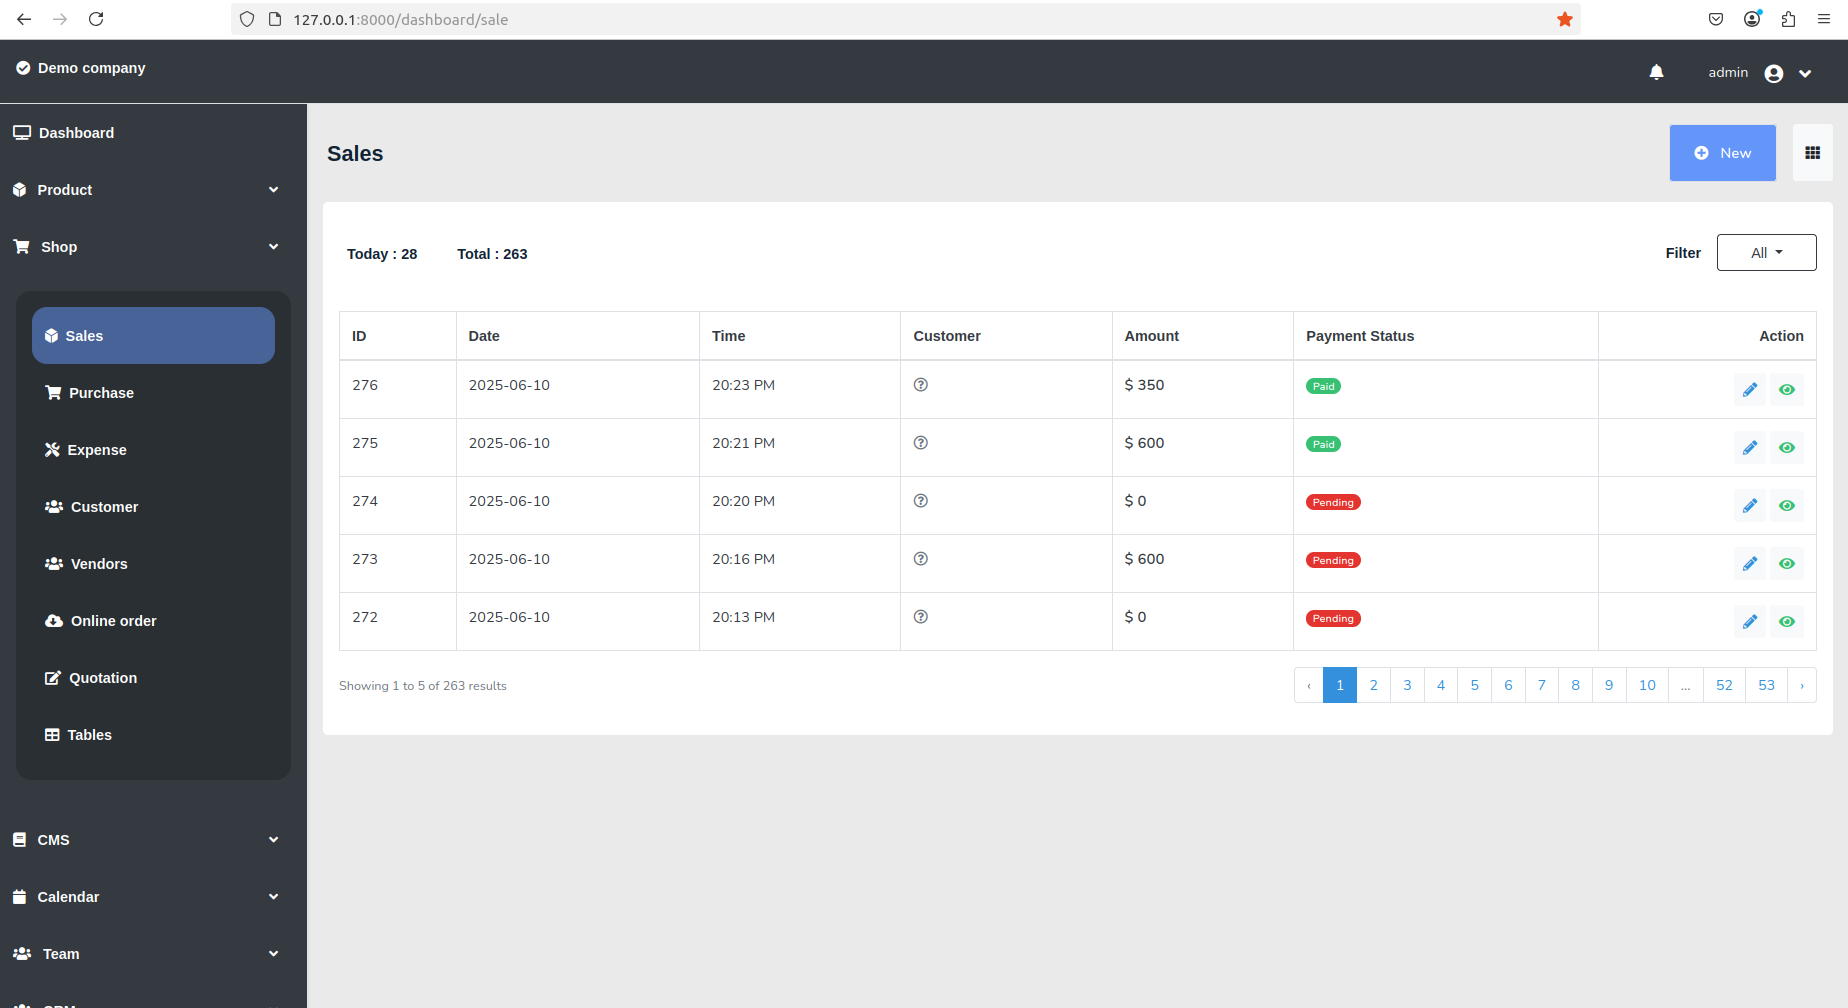 127.0.0.1:8000/dashboard/sale
Demo company
admin
Dashboard
Product
Shop
Sales
Purchase
Expense
Customer
Vendors
Online order
Quotation
Tables
CMS
Calendar
Team
CRM
Sales
New
Today : 28 Total : 263
Filter All
ID Date Time Customer Amount Payment Status Action
276 2025-06-10 20:23 PM $ 350 Paid
275 2025-06-10 20:21 PM $ 600 Paid
274 2025-06-10 20:20 PM $ 0 Pending
273 2025-06-10 20:16 PM $ 600 Pending
272 2025-06-10 20:13 PM $ 0 Pending
Showing 1 to 5 of 263 results
‹ 1 2 3 4 5 6 7 8 9 10 ... 52 53 ›